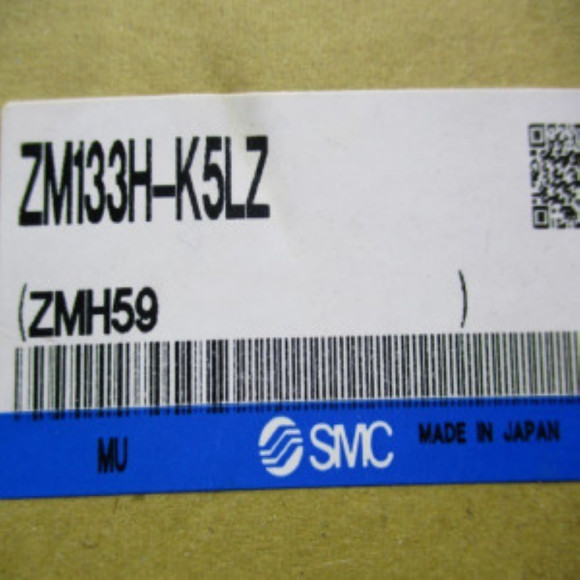 ZM133H-K5LZ
(ZMH59 )
MU SMC MADE IN JAPAN